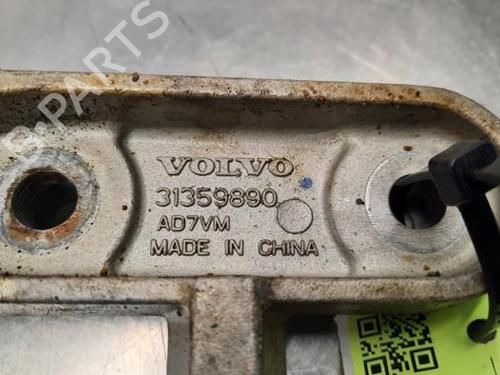 B-PARTS
VOLVO
31359890
AD7VM
MADE IN CHINA